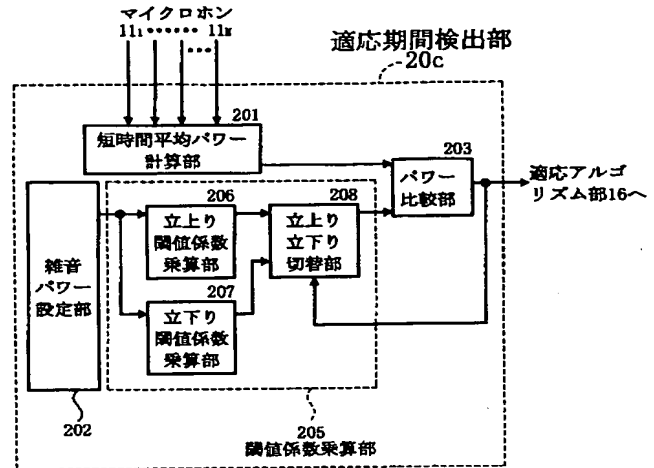 マイクロホン
11₁ ・・・・・・ 11M
・・・・
適応期間検出部
20c
201
短時間平均パワー
計算部
203
パワー
比較部
適応アルゴ
リズム部16へ
206
立上り
閾値係数
乗算部
208
立上り
立下り
切替部
雑音
パワー
設定部
207
立下り
閾値係数
乗算部
202
205
閾値係数乗算部